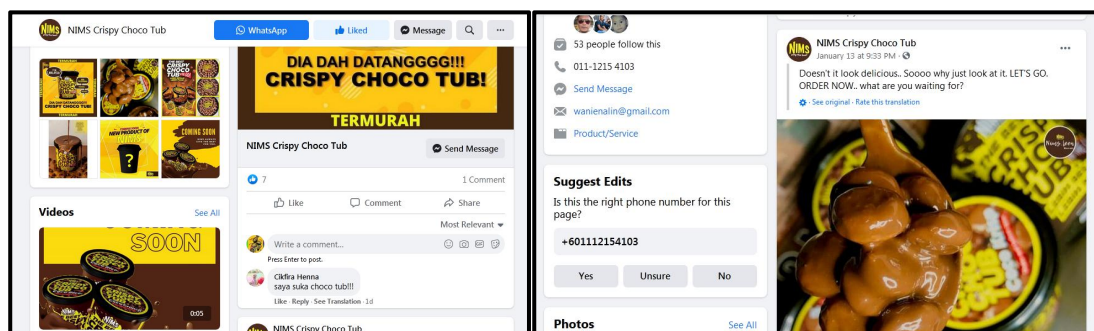 NIMS
NIMS Crispy Choco Tub
WhatsApp
Liked
Message
DIA DAH DATANGGGG!!!
CRISPY CHOCO TUB!
TERMURAH
NEW PRODUCT OF
?
COMING SOON
NIMS Crispy Choco Tub
Send Message
7
1 Comment
Like
Comment
Share
Most Relevant
Write a comment...
Press Enter to post.
Cikfira Henna
saya suka choco tub!!!
Like · Reply · See Translation · 1d
NIMS Crispy Choco Tub
Videos
See All
SOON
0:05
53 people follow this
011-1215 4103
Send Message
wanienalin@gmail.com
Product/Service
Suggest Edits
Is this the right phone number for this
page?
+601112154103
Yes
Unsure
No
Photos
See All
NIMS
NIMS Crispy Choco Tub
January 13 at 9:33 PM
Doesn't it look delicious.. Soooo why just look at it. LET'S GO.
ORDER NOW.. what are you waiting for?
See original · Rate this translation